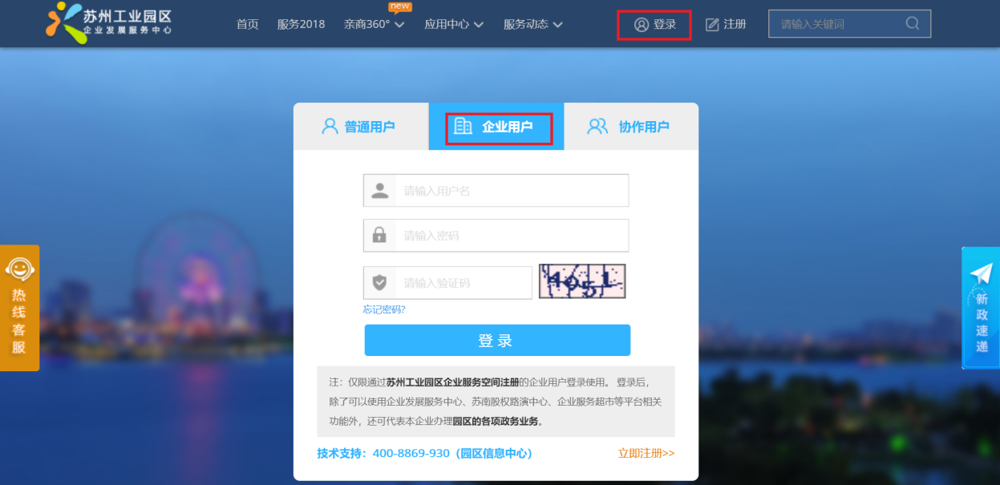 苏州工业园区
企业发展服务中心
首页 服务2018 亲商360° new 应用中心 服务动态 登录 注册 请输入关键词
普通用户 企业用户 协作用户
请输入用户名
请输入密码
请输入验证码
忘记密码?
登 录
注：仅限通过苏州工业园区企业服务空间注册的企业用户登录使用。 登录后，
除了可以使用企业发展服务中心、苏南股权路演中心、企业服务超市等平台相关
功能外，还可代表本企业办理园区的各项政务业务。
技术支持：400-8869-930（园区信息中心） 立即注册>>
热线客服
新政速递